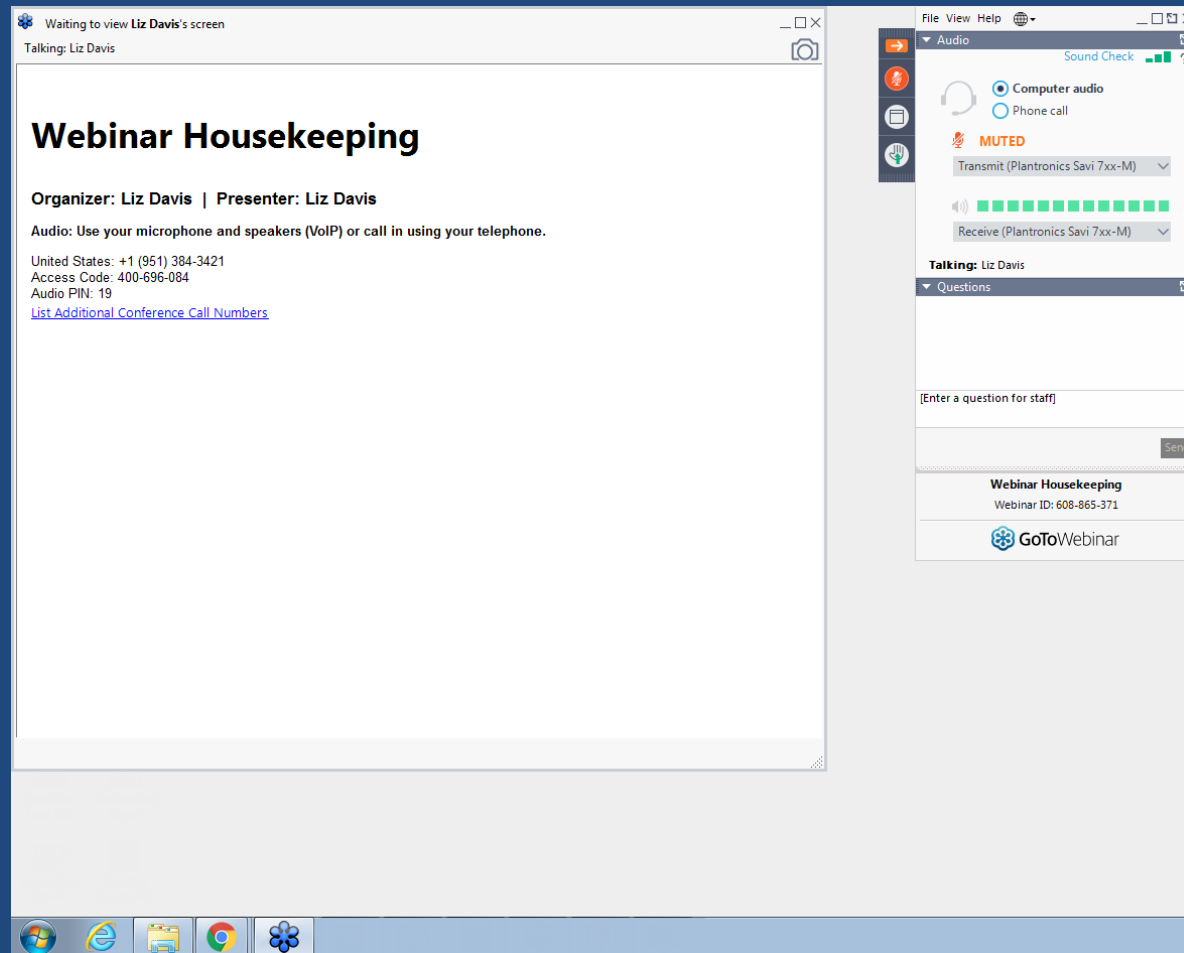 Waiting to view Liz Davis's screen
Talking: Liz Davis
Webinar Housekeeping
Organizer: Liz Davis | Presenter: Liz Davis
Audio: Use your microphone and speakers (VoIP) or call in using your telephone.
United States: +1 (951) 384-3421
Access Code: 400-696-084
Audio PIN: 19
List Additional Conference Call Numbers
File View Help
Audio
Sound Check
?
Computer audio
Phone call
MUTED
Transmit (Plantronics Savi 7xx-M)
Receive (Plantronics Savi 7xx-M)
Talking: Liz Davis
Questions
[Enter a question for staff]
Webinar Housekeeping
Webinar ID: 608-865-371
GoToWebinar